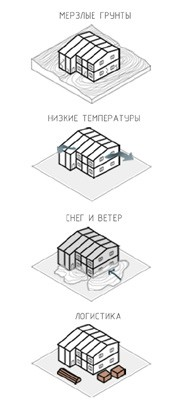 МЕРЗЛЫЕ ГРУНТЫ
НИЗКИЕ ТЕМПЕРАТУРЫ
СНЕГ И ВЕТЕР
ЛОГИСТИКА